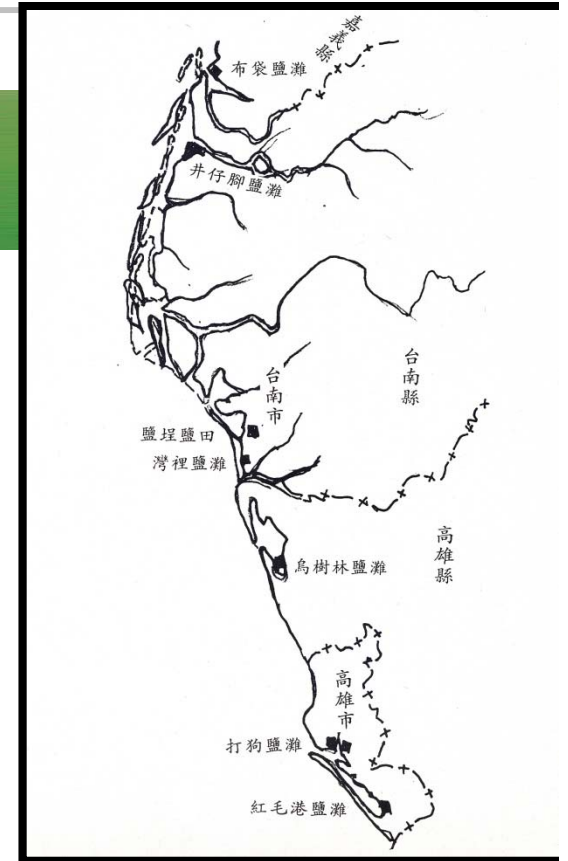 嘉義縣
布袋鹽灘
井仔腳鹽灘
台南縣
台南市
鹽埕鹽田
灣裡鹽灘
高雄縣
烏樹林鹽灘
高雄市
打狗鹽灘
紅毛港鹽灘